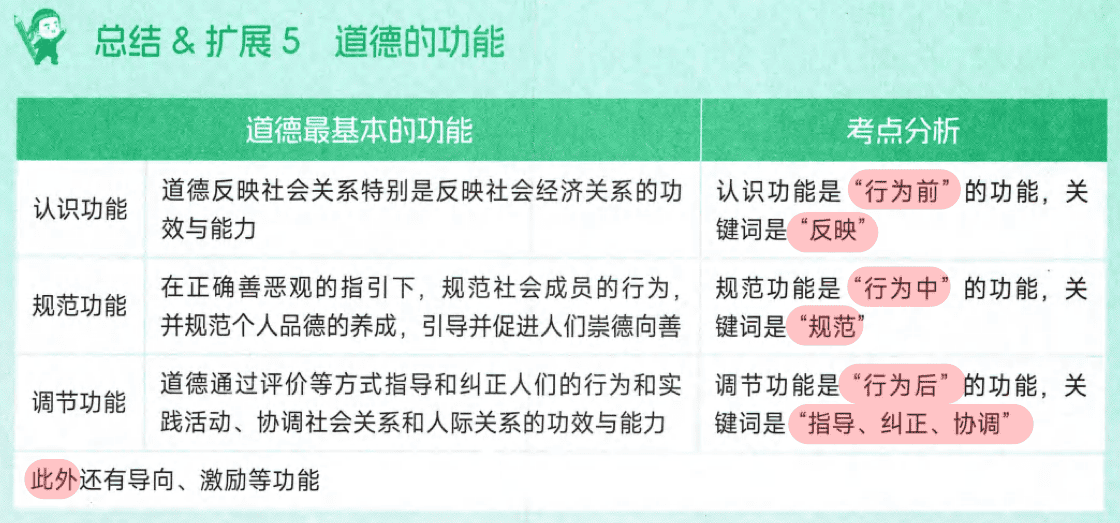 总结 & 扩展 5 道德的功能
道德最基本的功能
考点分析
认识功能
道德反映社会关系特别是反映社会经济关系的功
效与能力
认识功能是“行为前”的功能，关
键词是“反映”
规范功能
在正确善恶观的指引下，规范社会成员的行为，
并规范个人品德的养成，引导并促进人们崇德向善
规范功能是“行为中”的功能，关
键词是“规范”
调节功能
道德通过评价等方式指导和纠正人们的行为和实
践活动、协调社会关系和人际关系的功效与能力
调节功能是“行为后”的功能，关
键词是“指导、纠正、协调”
此外还有导向、激励等功能